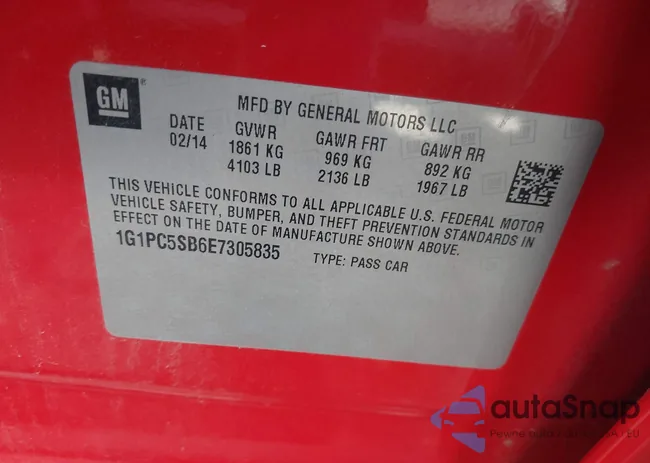 GM
MFD BY GENERAL MOTORS LLC
DATE GVWR GAWR FRT GAWR RR
02/14 1861 KG 969 KG 892 KG
4103 LB 2136 LB 1967 LB
THIS VEHICLE CONFORMS TO ALL APPLICABLE U.S. FEDERAL MOTOR
VEHICLE SAFETY, BUMPER, AND THEFT PREVENTION STANDARDS IN
EFFECT ON THE DATE OF MANUFACTURE SHOWN ABOVE.
1G1PC5SB6E7305835 TYPE: PASS CAR
autaSnap